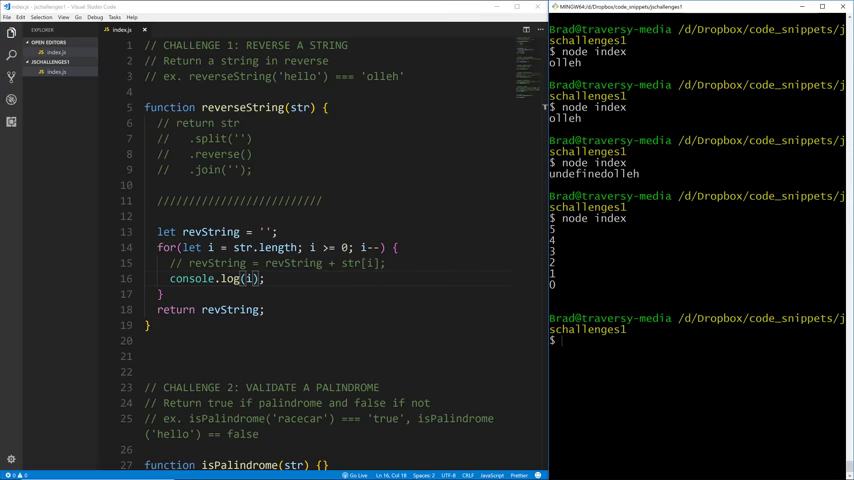 index.js - jschallenges1 - Visual Studio Code
File Edit Selection View Go Debug Tasks Help
EXPLORER
OPEN EDITORS
index.js
JSCHALLENGES1
index.js
index.js
1 // CHALLENGE 1: REVERSE A STRING
2 // Return a string in reverse
3 // ex. reverseString('hello') === 'olleh'
4
5 function reverseString(str) {
6 // return str
7 //   .split('')
8 //   .reverse()
9 //   .join('');
10
11 //////////////////////////
12
13 let revString = '';
14 for(let i = str.length; i >= 0; i--) {
15 // revString = revString + str[i];
16 console.log(i);
17 }
18 return revString;
19 }
20
21
22
23 // CHALLENGE 2: VALIDATE A PALINDROME
24 // Return true if palindrome and false if not
25 // ex. isPalindrome('racecar') === 'true', isPalindrome
('hello') == false
26
27 function isPalindrome(str) {}
0 0
Go Live Ln 16, Col 18 Spaces: 2 UTF-8 CRLF JavaScript Prettier
MINGW64:/d/Dropbox/code_snippets/jschallenges1
Brad@traversy-media /d/Dropbox/code_snippets/j
schallenges1
$ node index
olleh
Brad@traversy-media /d/Dropbox/code_snippets/j
schallenges1
$ node index
olleh
Brad@traversy-media /d/Dropbox/code_snippets/j
schallenges1
$ node index
undefinedolleh
Brad@traversy-media /d/Dropbox/code_snippets/j
schallenges1
$ node index
5
4
3
2
1
0
Brad@traversy-media /d/Dropbox/code_snippets/j
schallenges1
$